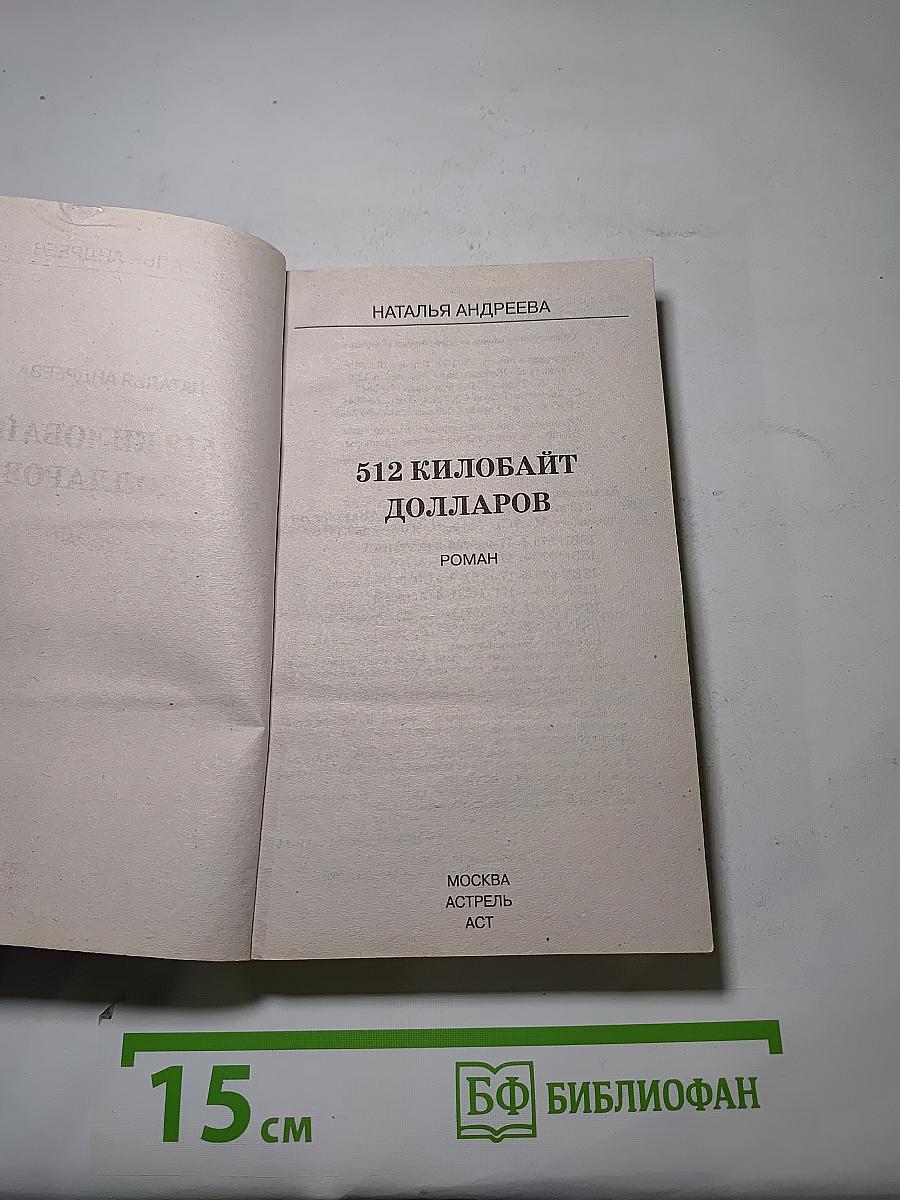 НАТАЛЬЯ АНДРЕЕВА
512 КИЛОБАЙТ
ДОЛЛАРОВ
РОМАН
МОСКВА
АСТРЕЛЬ
АСТ
15 см
БФ БИБЛИОФАН